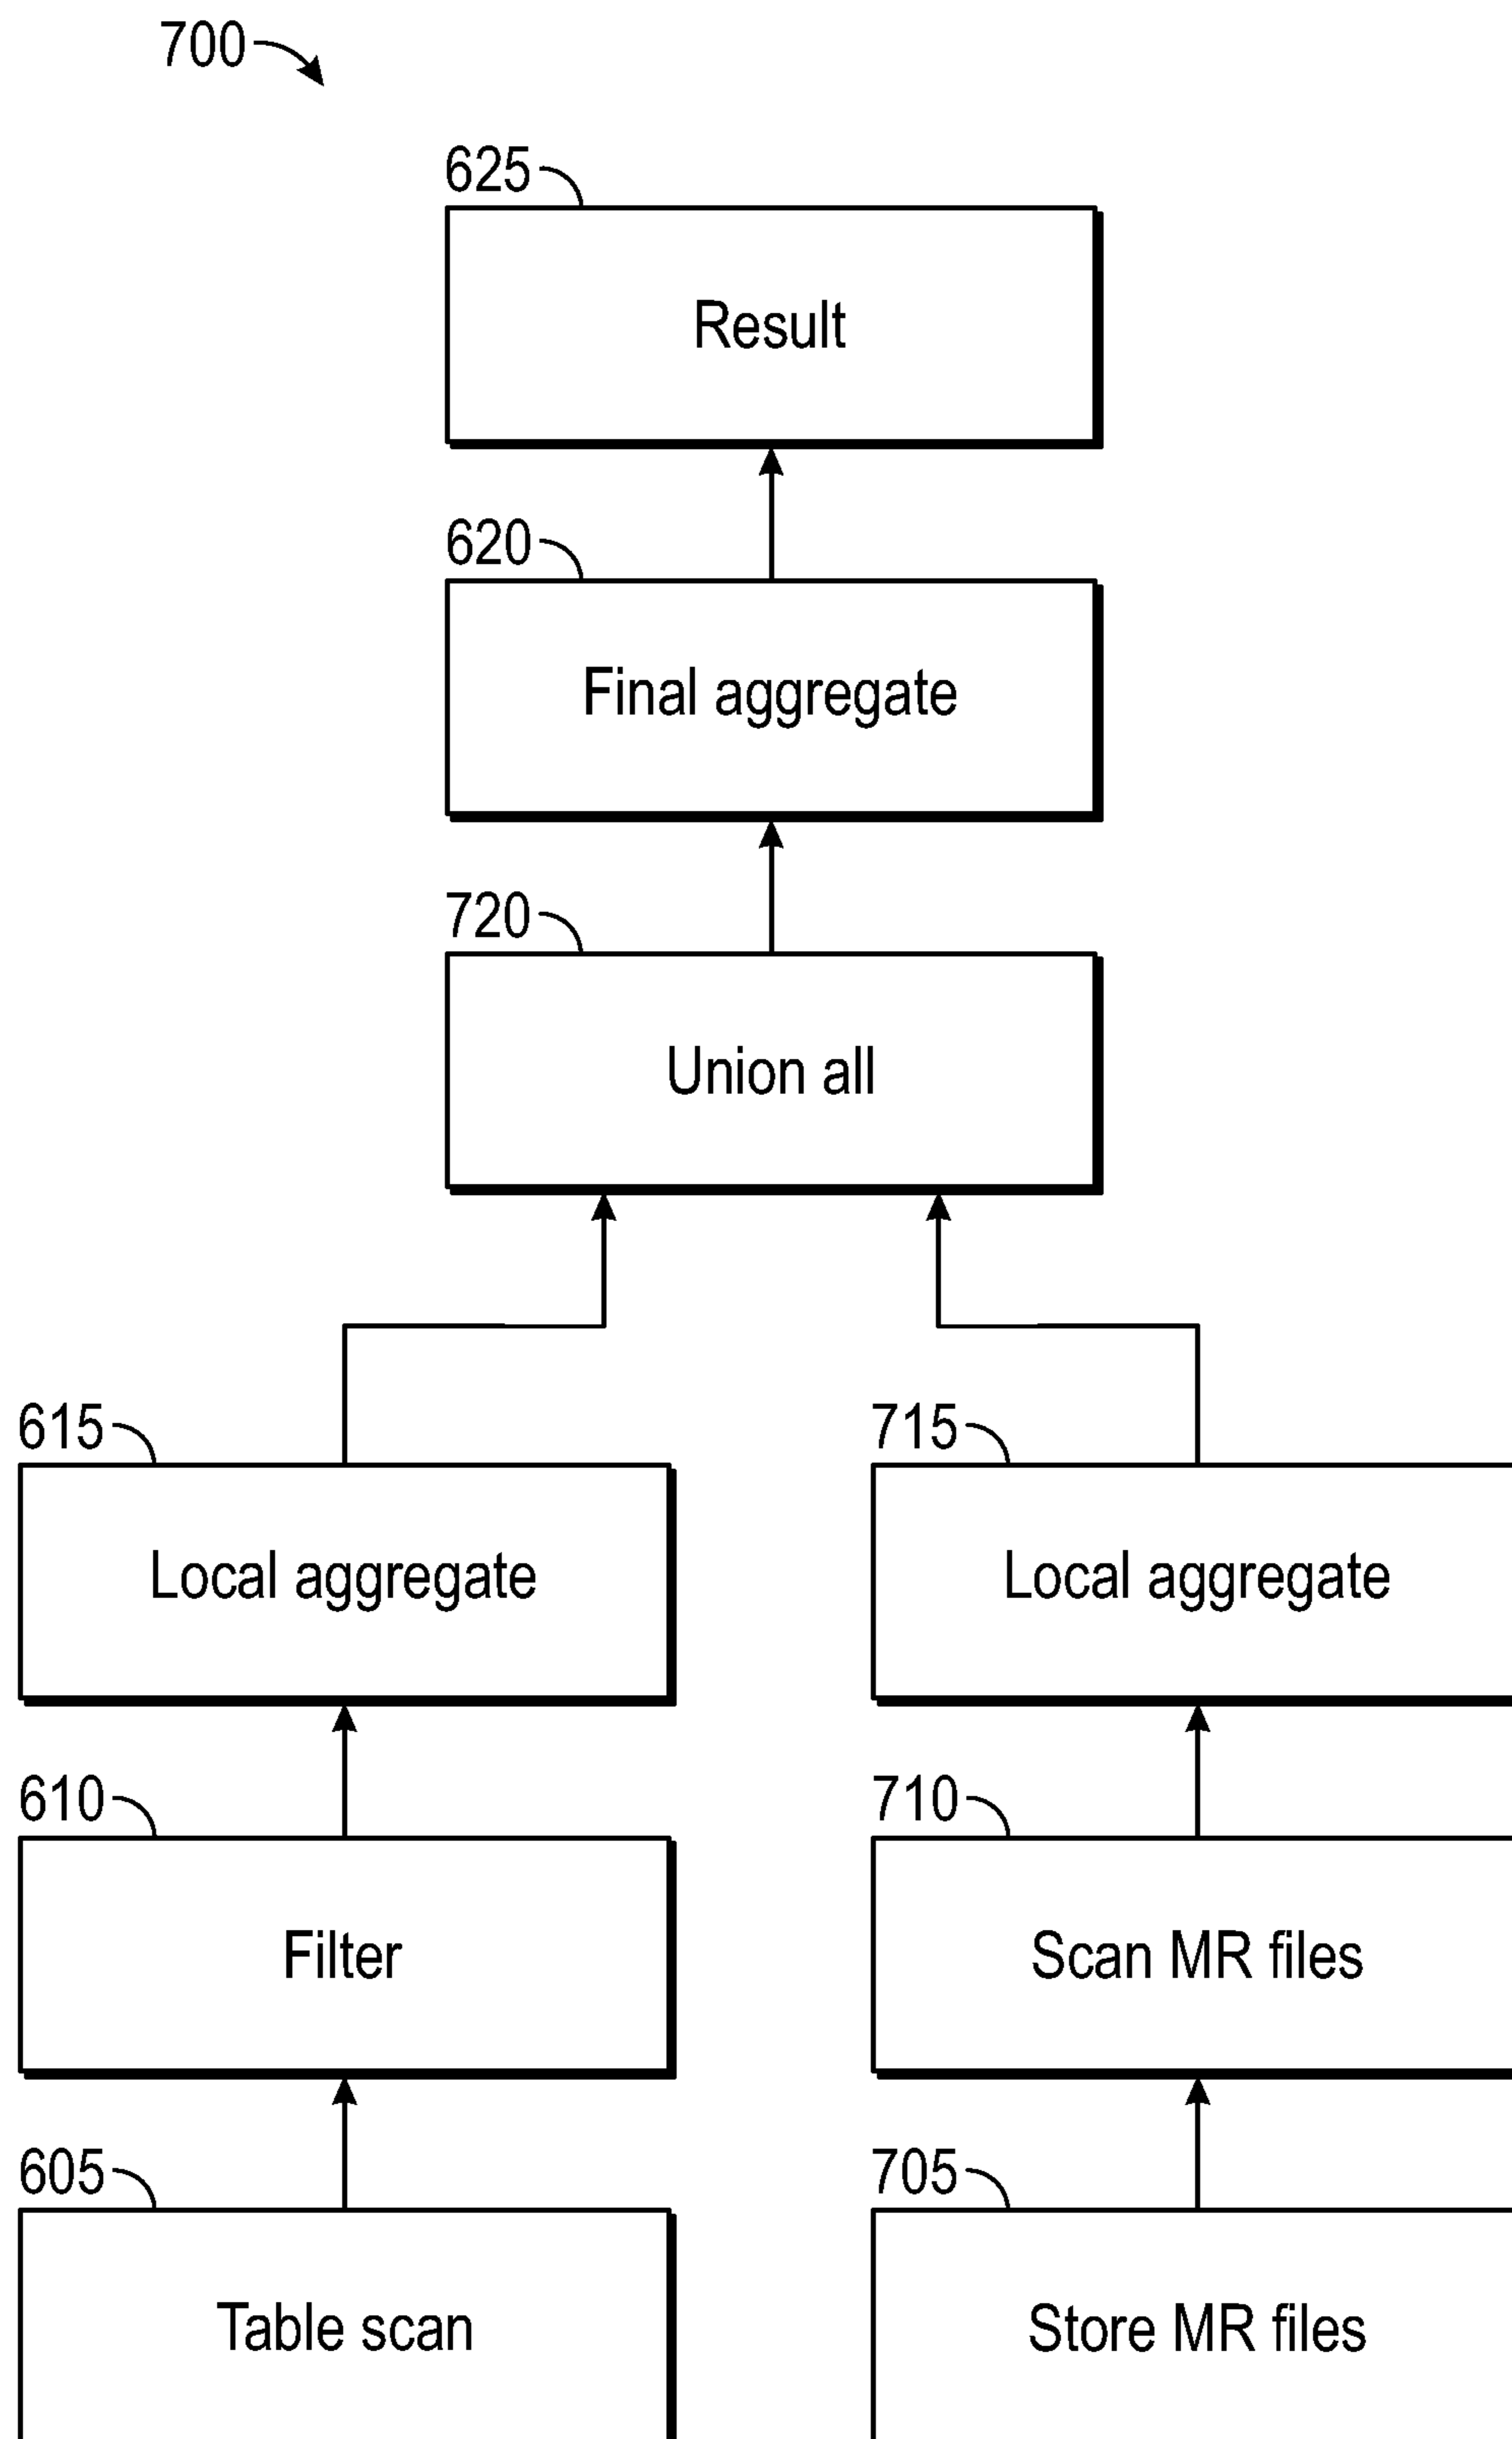 700
625
Result
620
Final aggregate
720
Union all
615
715
Local aggregate
Local aggregate
610
710
Filter
Scan MR files
605
705
Table scan
Store MR files